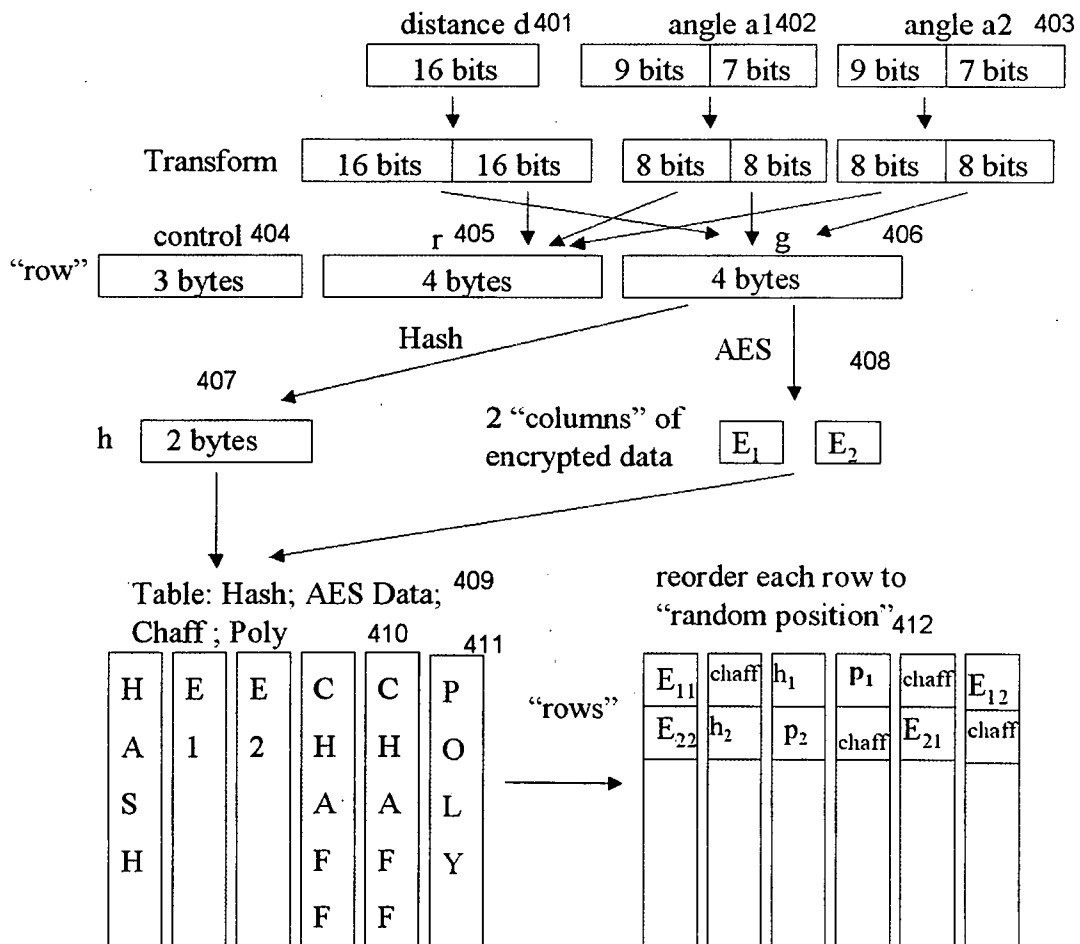 distance d 401 angle a1 402 angle a2 403
16 bits 9 bits 7 bits 9 bits 7 bits
Transform 16 bits 16 bits 8 bits 8 bits 8 bits 8 bits
control 404 r 405 g 406
“row” 3 bytes 4 bytes 4 bytes
Hash AES 408
407
h 2 bytes
2 “columns” of
encrypted data
E1 E2
Table: Hash; AES Data; 409
Chaff ; Poly 410 411
reorder each row to
“random position” 412
H A S H
E 1
E 2
C H A F F
C H A F F
P O L Y
“rows”
E11 chaff h1 p1 chaff E12
E22 h2 p2 chaff E21 chaff